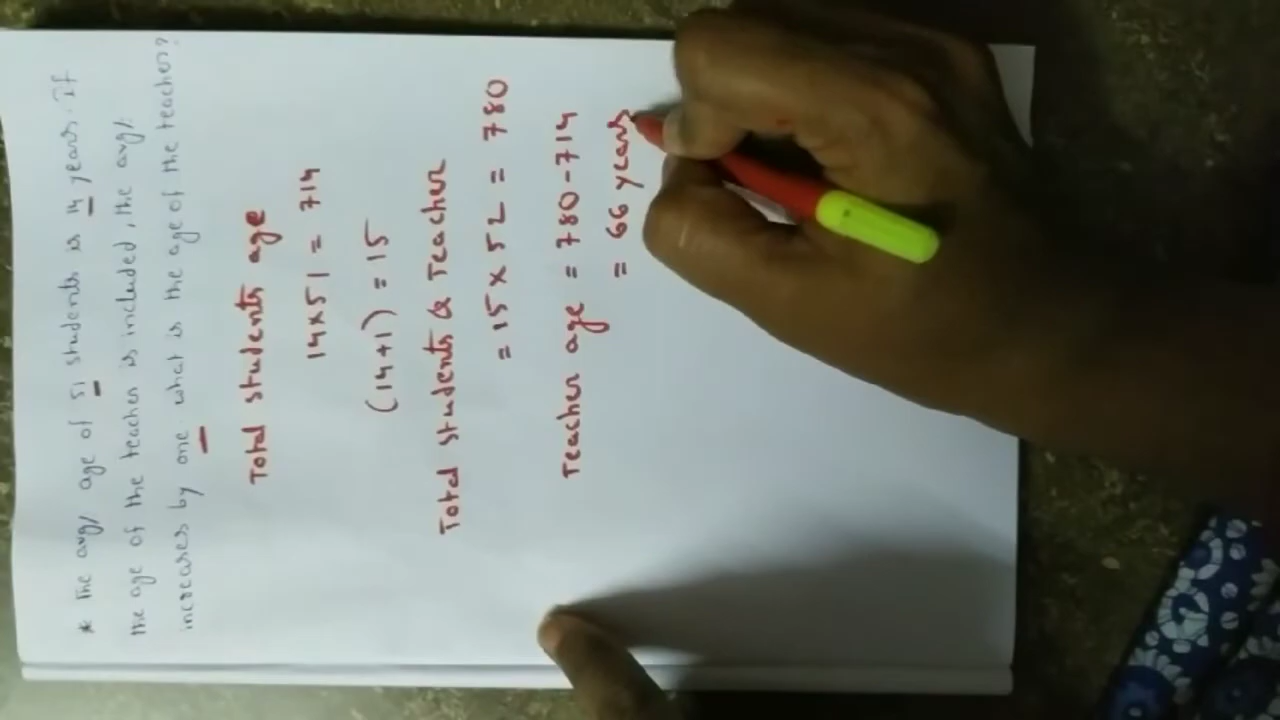 * The avg/ age of 51 students is 14 years. If
the age of the teacher is included, the avg/
increases by one what is the age of the teacher?
Total students age
14×51 = 714
(14+1) = 15
Total students & Teacher
= 15 × 52 = 780
Teacher age = 780-714
= 66 years